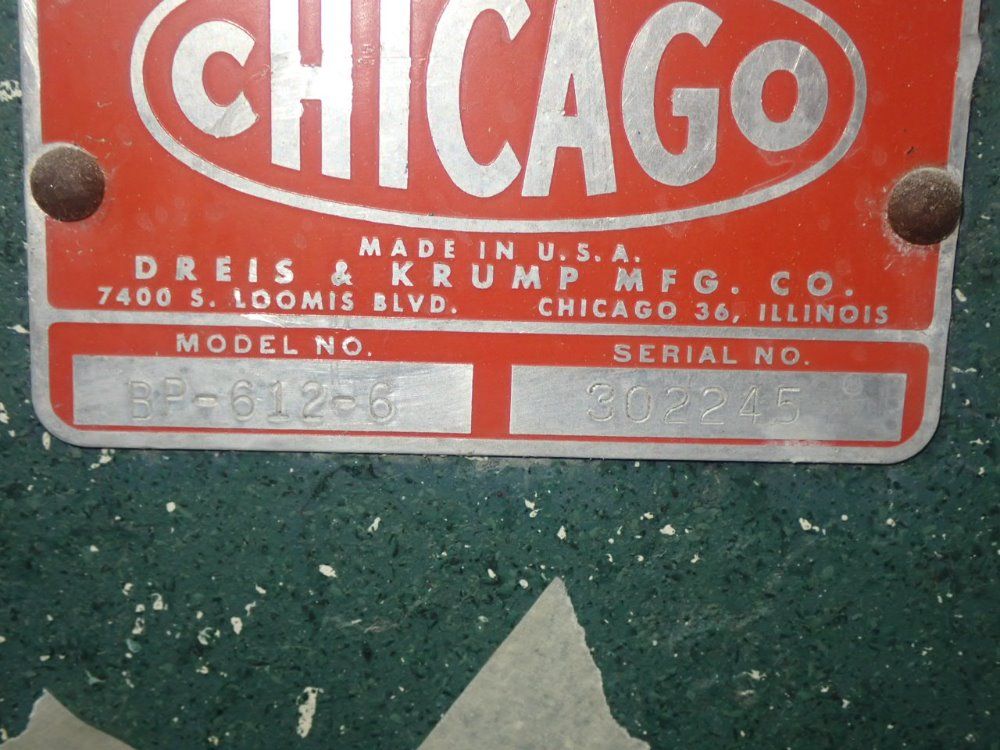 CHICAGO
MADE IN U.S.A.
DREIS & KRUMP MFG. CO.
7400 S. LOOMIS BLVD. CHICAGO 36, ILLINOIS
MODEL NO. SERIAL NO.
BP-612-6 302245